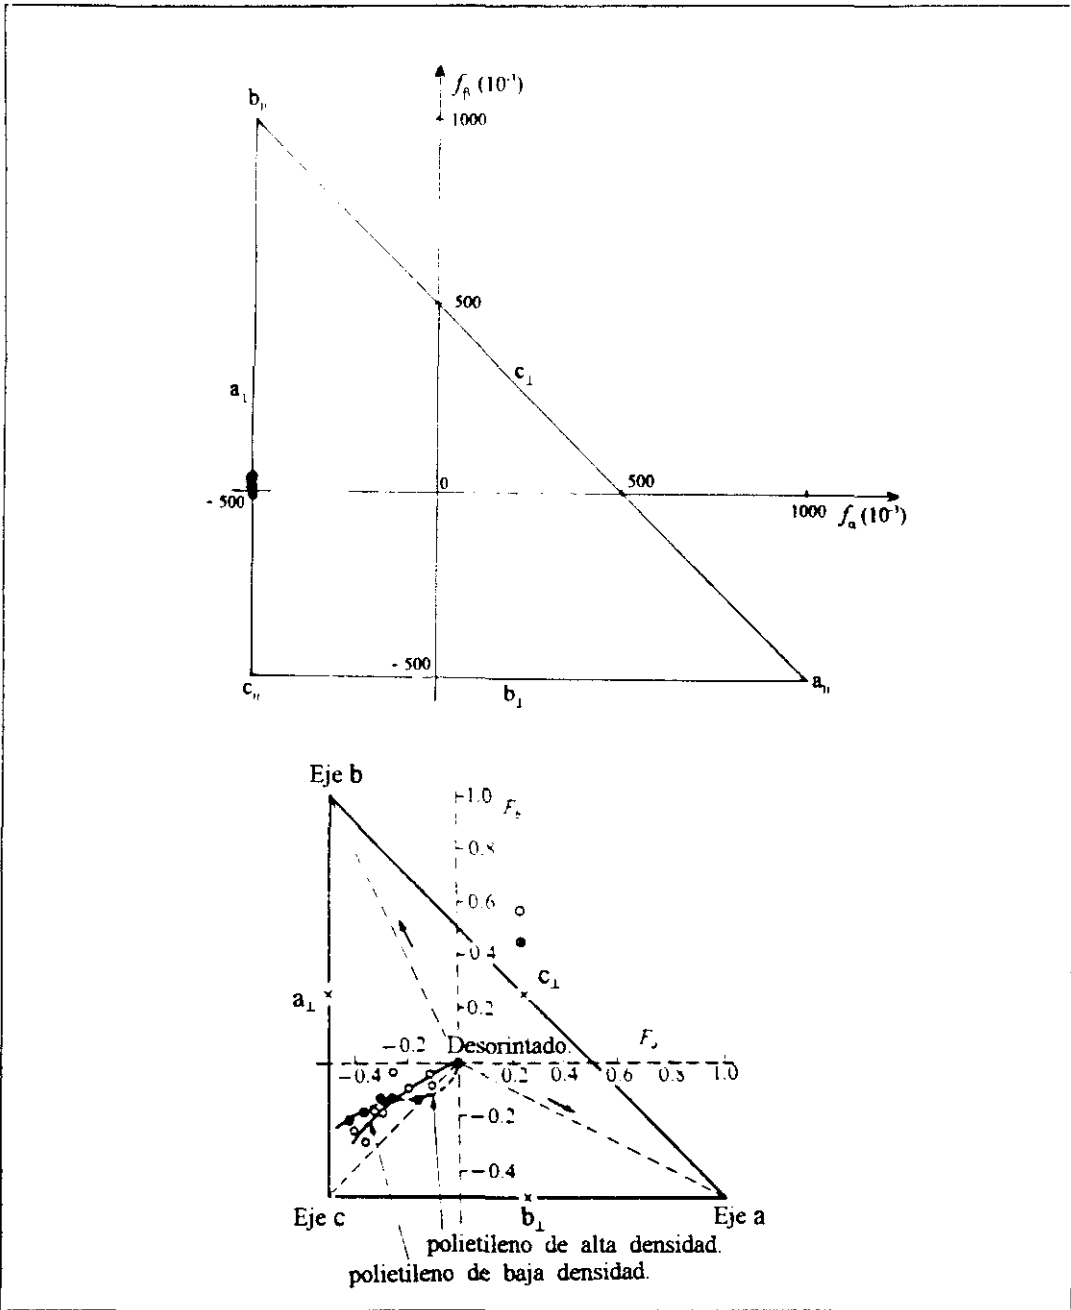 f_β (10⁻³)
b_∥
1000
500
c_⊥
a_⊥
0
500
- 500
1000
f_α (10⁻³)
- 500
c_∥
b_⊥
a_∥
Eje b
1.0
0.8
0.6
0.4
c_⊥
a_⊥
0.2
−0.2
Desorintado.
−0.4
0.2
0.4
0.6
0.8
1.0
−0.2
−0.4
Eje c
b_⊥
Eje a
polietileno de alta densidad.
polietileno de baja densidad.